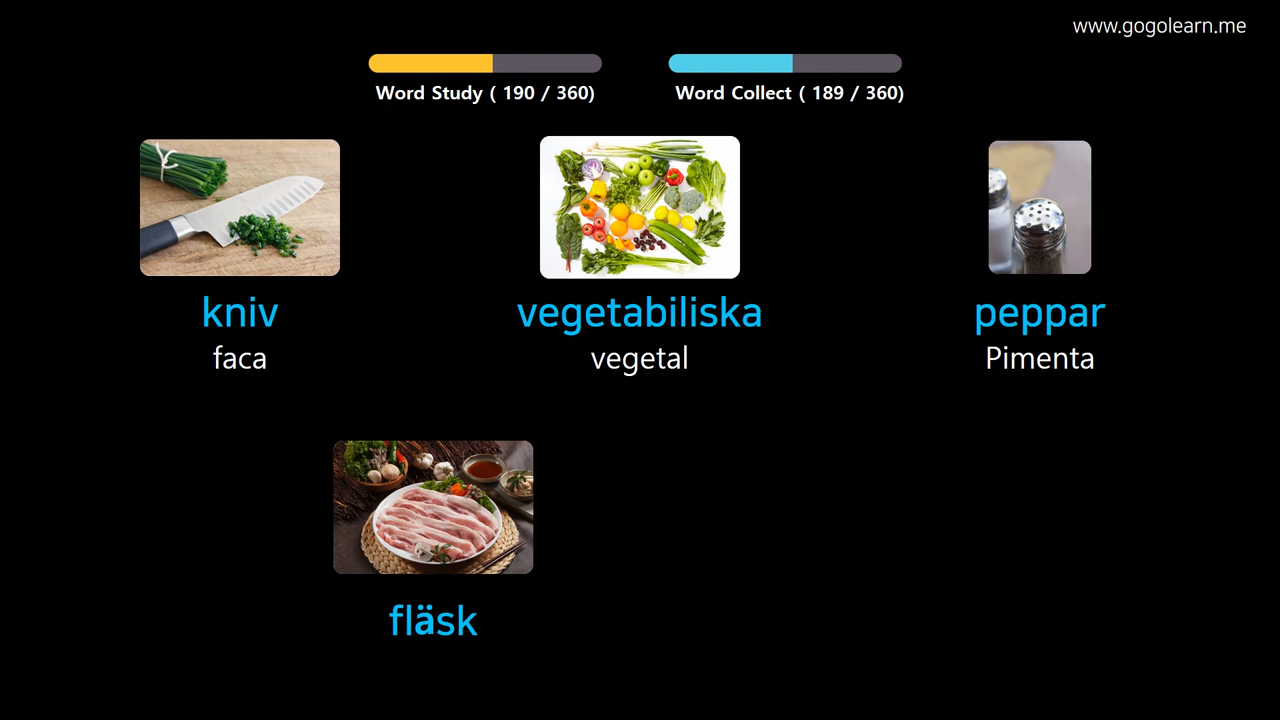 www.gogolearn.me
Word Study ( 190 / 360)
Word Collect ( 189 / 360)
kniv
vegetabiliska
peppar
faca
vegetal
Pimenta
fläsk